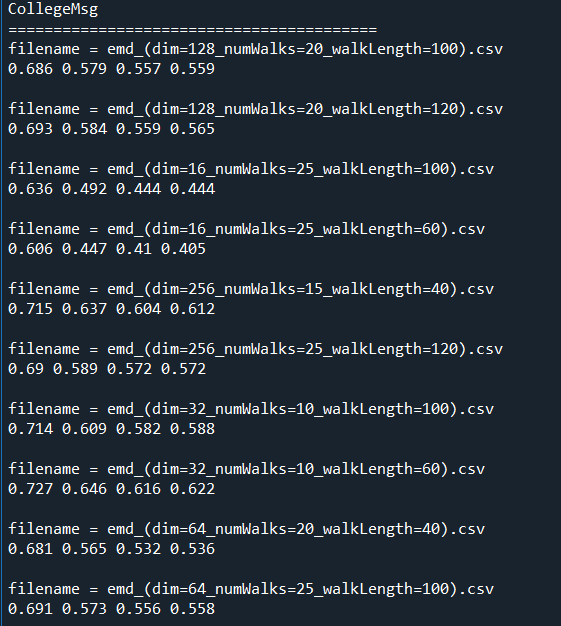 CollegeMsg
=========================================
filename = emd_(dim=128_numWalks=20_walkLength=100).csv
0.686 0.579 0.557 0.559
filename = emd_(dim=128_numWalks=20_walkLength=120).csv
0.693 0.584 0.559 0.565
filename = emd_(dim=16_numWalks=25_walkLength=100).csv
0.636 0.492 0.444 0.444
filename = emd_(dim=16_numWalks=25_walkLength=60).csv
0.606 0.447 0.41 0.405
filename = emd_(dim=256_numWalks=15_walkLength=40).csv
0.715 0.637 0.604 0.612
filename = emd_(dim=256_numWalks=25_walkLength=120).csv
0.69 0.589 0.572 0.572
filename = emd_(dim=32_numWalks=10_walkLength=100).csv
0.714 0.609 0.582 0.588
filename = emd_(dim=32_numWalks=10_walkLength=60).csv
0.727 0.646 0.616 0.622
filename = emd_(dim=64_numWalks=20_walkLength=40).csv
0.681 0.565 0.532 0.536
filename = emd_(dim=64_numWalks=25_walkLength=100).csv
0.691 0.573 0.556 0.558